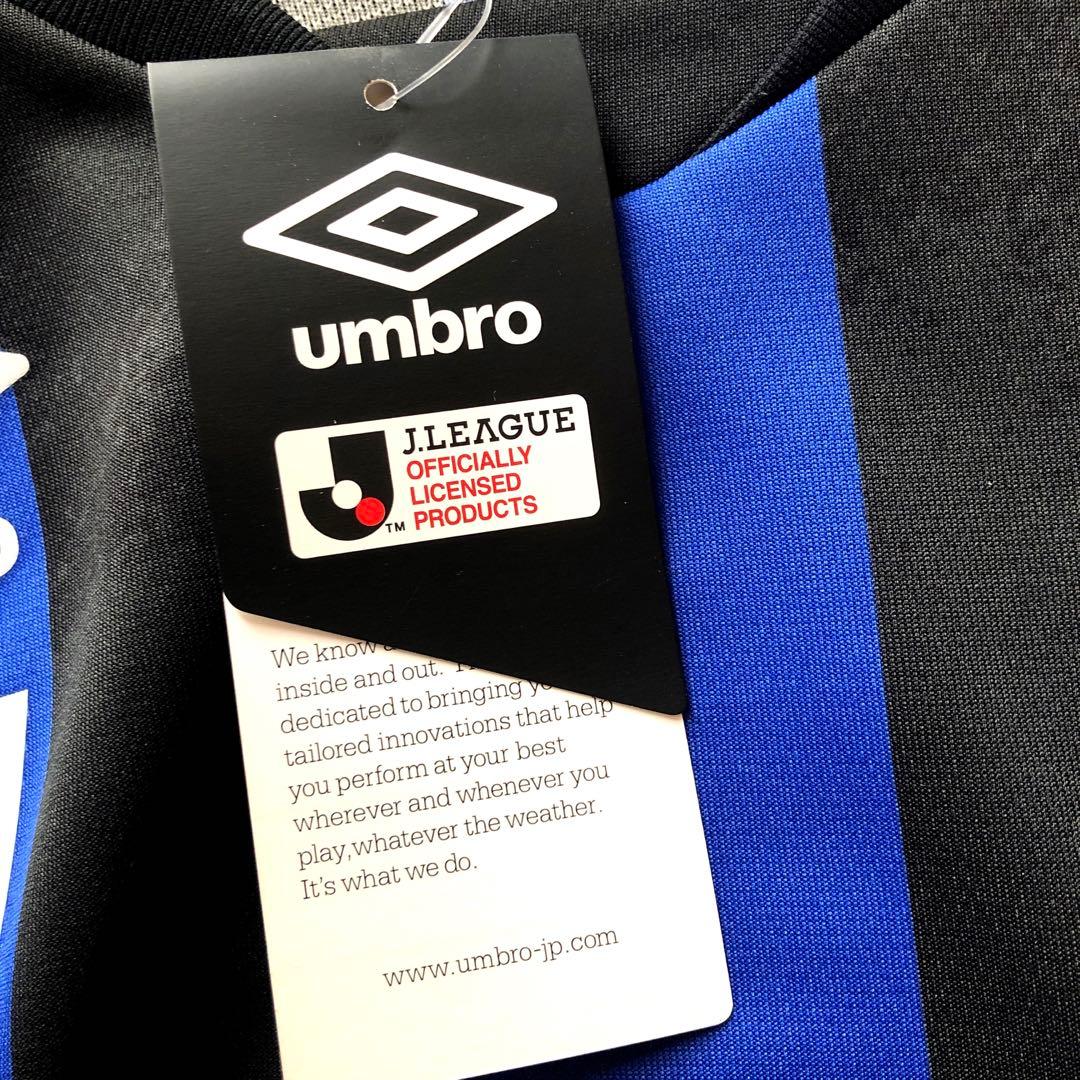 umbro
J.LEAGUE
OFFICIALLY
LICENSED
PRODUCTS
TM
We know
inside and out.
dedicated to bringing
tailored innovations that help
you perform at your best
wherever and whenever you
play,whatever the weather.
It's what we do.
www.umbro-jp.com